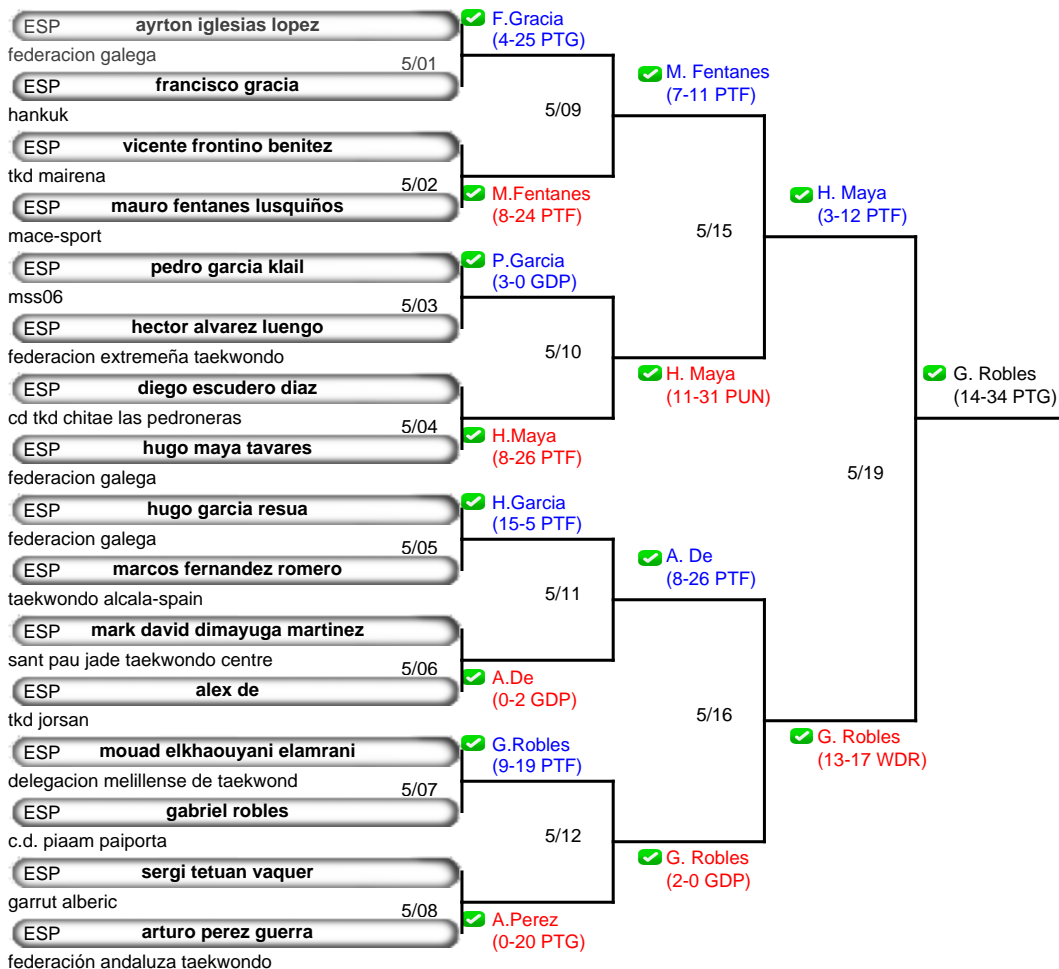 ESP ayrton iglesias lopez
federacion galega
5/01
ESP francisco gracia
hankuk
ESP vicente frontino benitez
tkd mairena
5/02
ESP mauro fentanes lusquiños
mace-sport
ESP pedro garcia klail
mss06
5/03
ESP hector alvarez luengo
federacion extremeña taekwondo
ESP diego escudero diaz
cd tkd chitae las pedroneras
5/04
ESP hugo maya tavares
federacion galega
ESP hugo garcia resua
federacion galega
5/05
ESP marcos fernandez romero
taekwondo alcala-spain
ESP mark david dimayuga martinez
sant pau jade taekwondo centre
5/06
ESP alex de
tkd jorsan
ESP mouad elkhaouyani elamrani
delegacion melillense de taekwond
5/07
ESP gabriel robles
c.d. piaam paiporta
ESP sergi tetuan vaquer
garrut alberic
5/08
ESP arturo perez guerra
federación andaluza taekwondo
F.Gracia
(4-25 PTG)
5/09
M.Fentanes
(8-24 PTF)
P.Garcia
(3-0 GDP)
5/10
H.Maya
(8-26 PTF)
H.Garcia
(15-5 PTF)
5/11
A.De
(0-2 GDP)
G.Robles
(9-19 PTF)
5/12
A.Perez
(0-20 PTG)
M. Fentanes
(7-11 PTF)
5/15
H. Maya
(11-31 PUN)
A. De
(8-26 PTF)
5/16
G. Robles
(2-0 GDP)
H. Maya
(3-12 PTF)
5/19
G. Robles
(13-17 WDR)
G. Robles
(14-34 PTG)